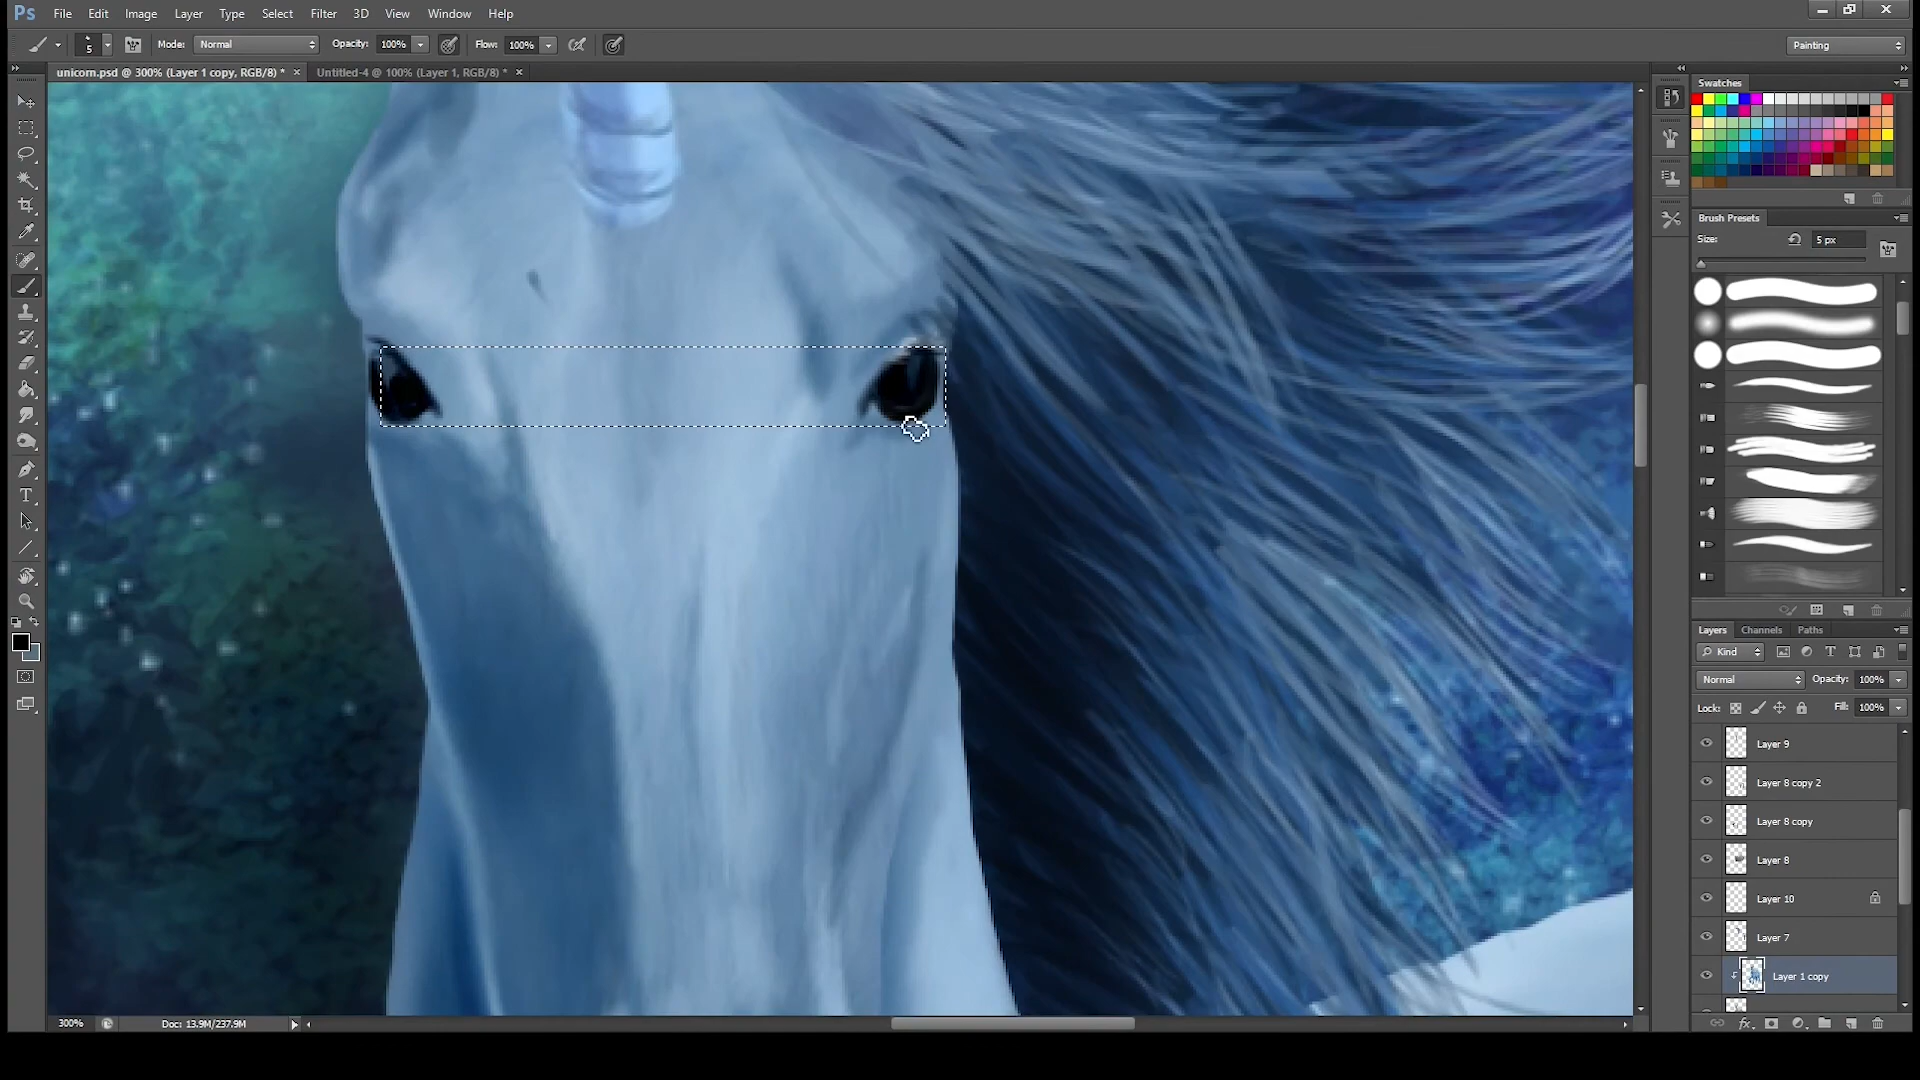 Ps File Edit Image Layer Type Select Filter 3D View Window Help
5 Mode: Normal Opacity: 100% Flow: 100% Painting
unicorn.psd @ 300% (Layer 1 copy, RGB/8) * × Untitled-4 @ 100% (Layer 1, RGB/8) * ×
Swatches
Brush Presets
Size: 5 px
Layers Channels Paths
Kind
Normal Opacity: 100%
Lock: Fill: 100%
Layer 9
Layer 8 copy 2
Layer 8 copy
Layer 8
Layer 10
Layer 7
Layer 1 copy
300% Doc: 13.9M/237.9M